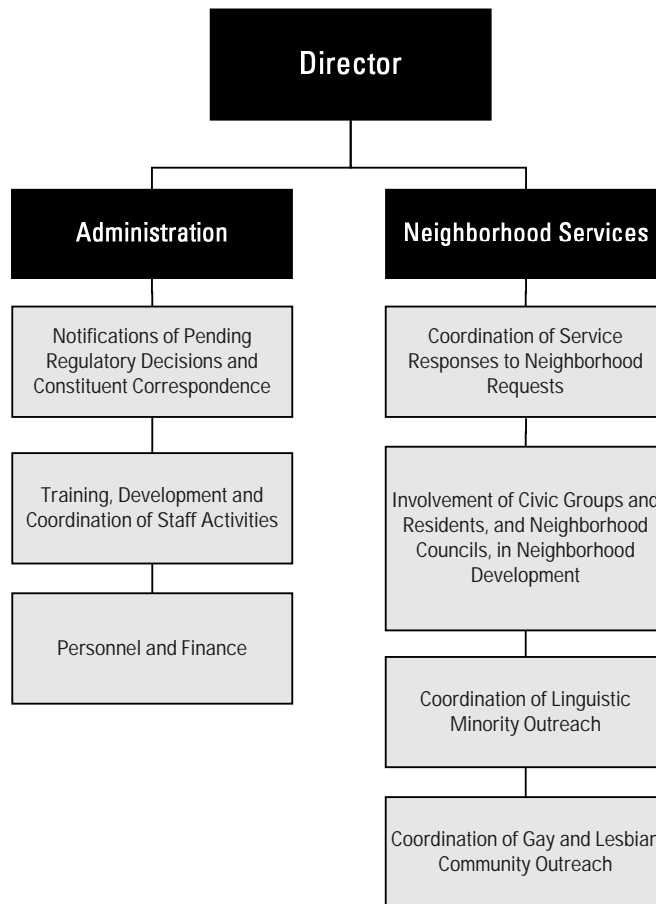 Director
Administration
Notifications of Pending
Regulatory Decisions and
Constituent Correspondence
Training, Development and
Coordination of Staff Activities
Personnel and Finance
Neighborhood Services
Coordination of Service
Responses to Neighborhood
Requests
Involvement of Civic Groups and
Residents, and Neighborhood
Councils, in Neighborhood
Development
Coordination of Linguistic
Minority Outreach
Coordination of Gay and Lesbian
Community Outreach